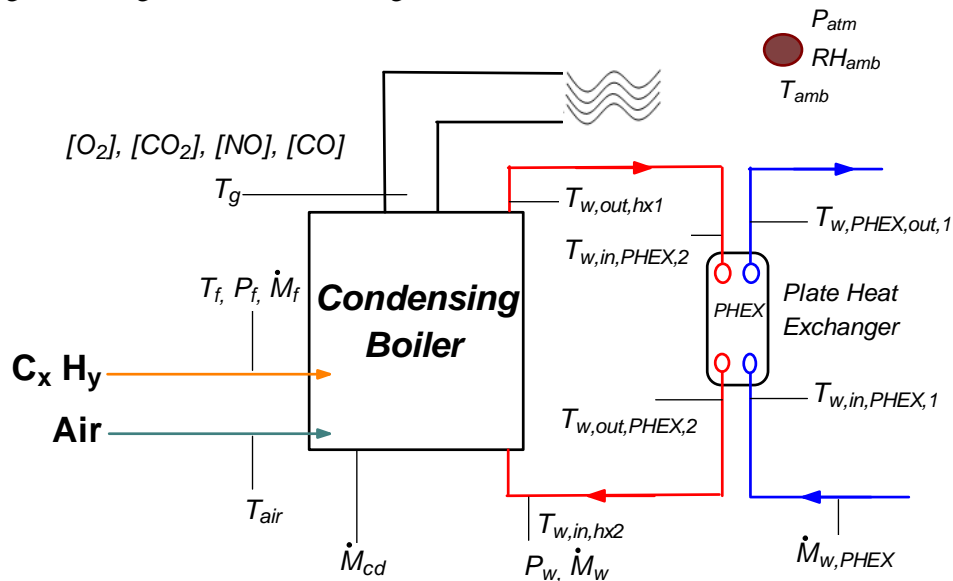 P_atm
RH_amb
T_amb
[O₂], [CO₂], [NO], [CO]
T_g
T_w,out,hx1
T_w,PHEX,out,1
T_w,in,PHEX,2
T_f, P_f, Ṁ_f
Condensing
Boiler
PHEX
Plate Heat
Exchanger
C_x H_y
Air
T_w,in,PHEX,1
T_w,out,PHEX,2
T_air
T_w,in,hx2
Ṁ_cd
P_w, Ṁ_w
Ṁ_w,PHEX